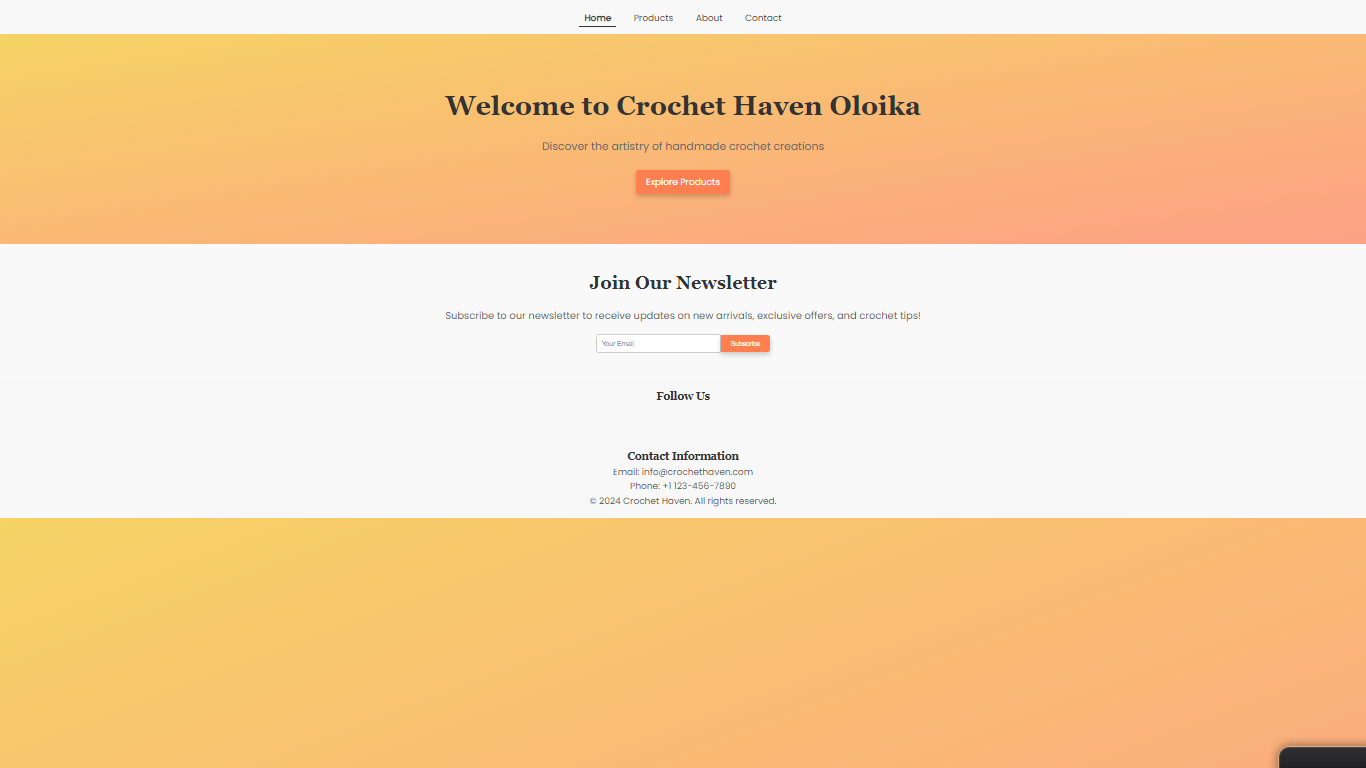 Home Products About Contact
Welcome to Crochet Haven Oloika
Discover the artistry of handmade crochet creations
Explore Products
Join Our Newsletter
Subscribe to our newsletter to receive updates on new arrivals, exclusive offers, and crochet tips!
Your Email Subscribe
Follow Us
Contact Information
Email: info@crochethaven.com
Phone: +1 123-456-7890
© 2024 Crochet Haven. All rights reserved.